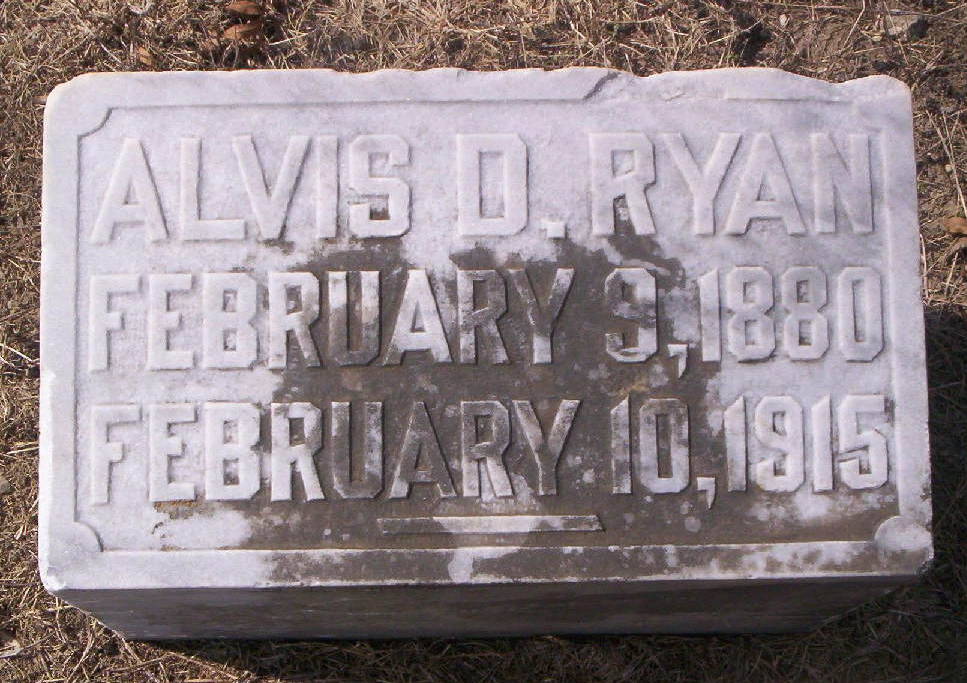 ALVIS D. RYAN
FEBRUARY 9, 1880
FEBRUARY 10, 1915